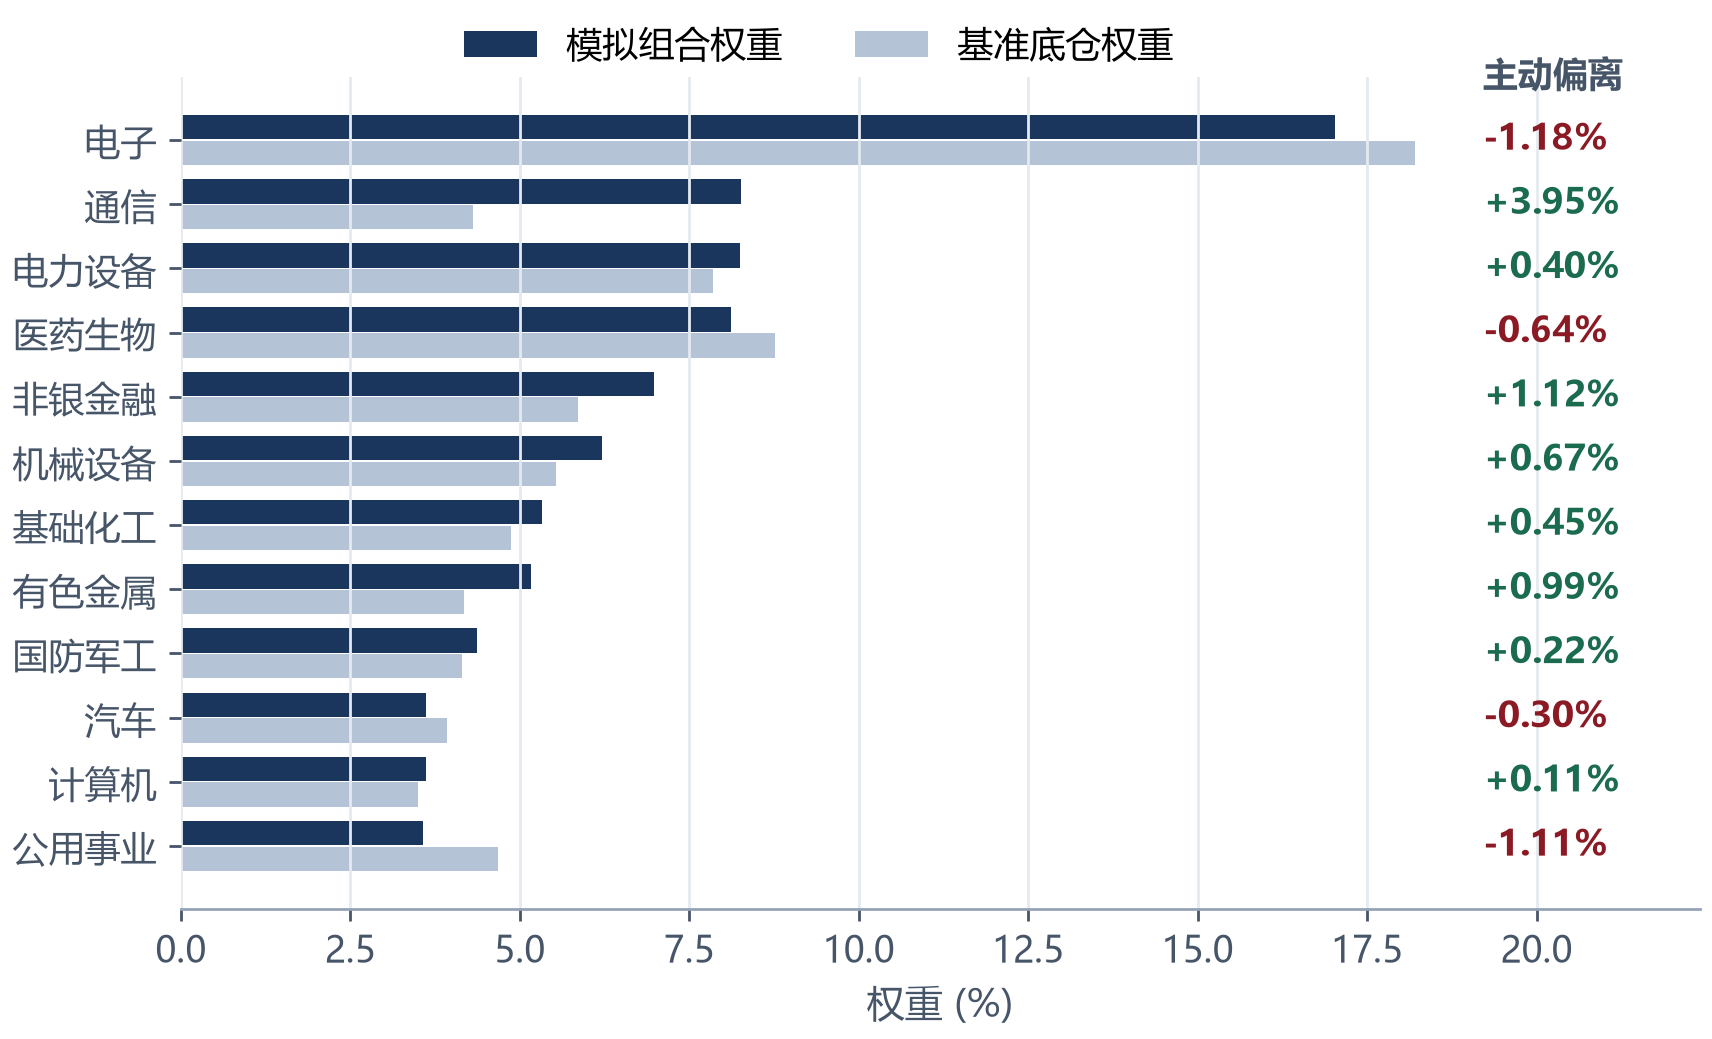 模拟组合权重 基准底仓权重
主动偏离
电子 -1.18%
通信 +3.95%
电力设备 +0.40%
医药生物 -0.64%
非银金融 +1.12%
机械设备 +0.67%
基础化工 +0.45%
有色金属 +0.99%
国防军工 +0.22%
汽车 -0.30%
计算机 +0.11%
公用事业 -1.11%
0.0 2.5 5.0 7.5 10.0 12.5 15.0 17.5 20.0
权重 (%)